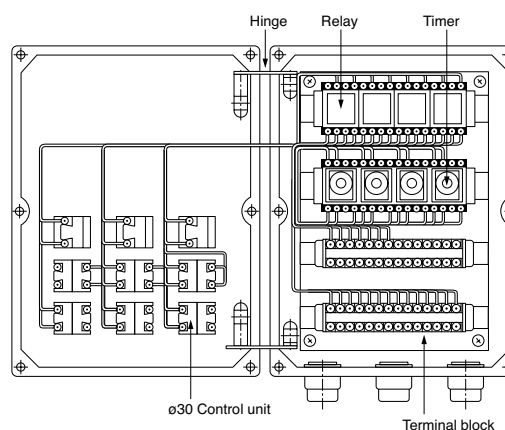 Hinge
Relay
Timer
ø30 Control unit
Terminal block